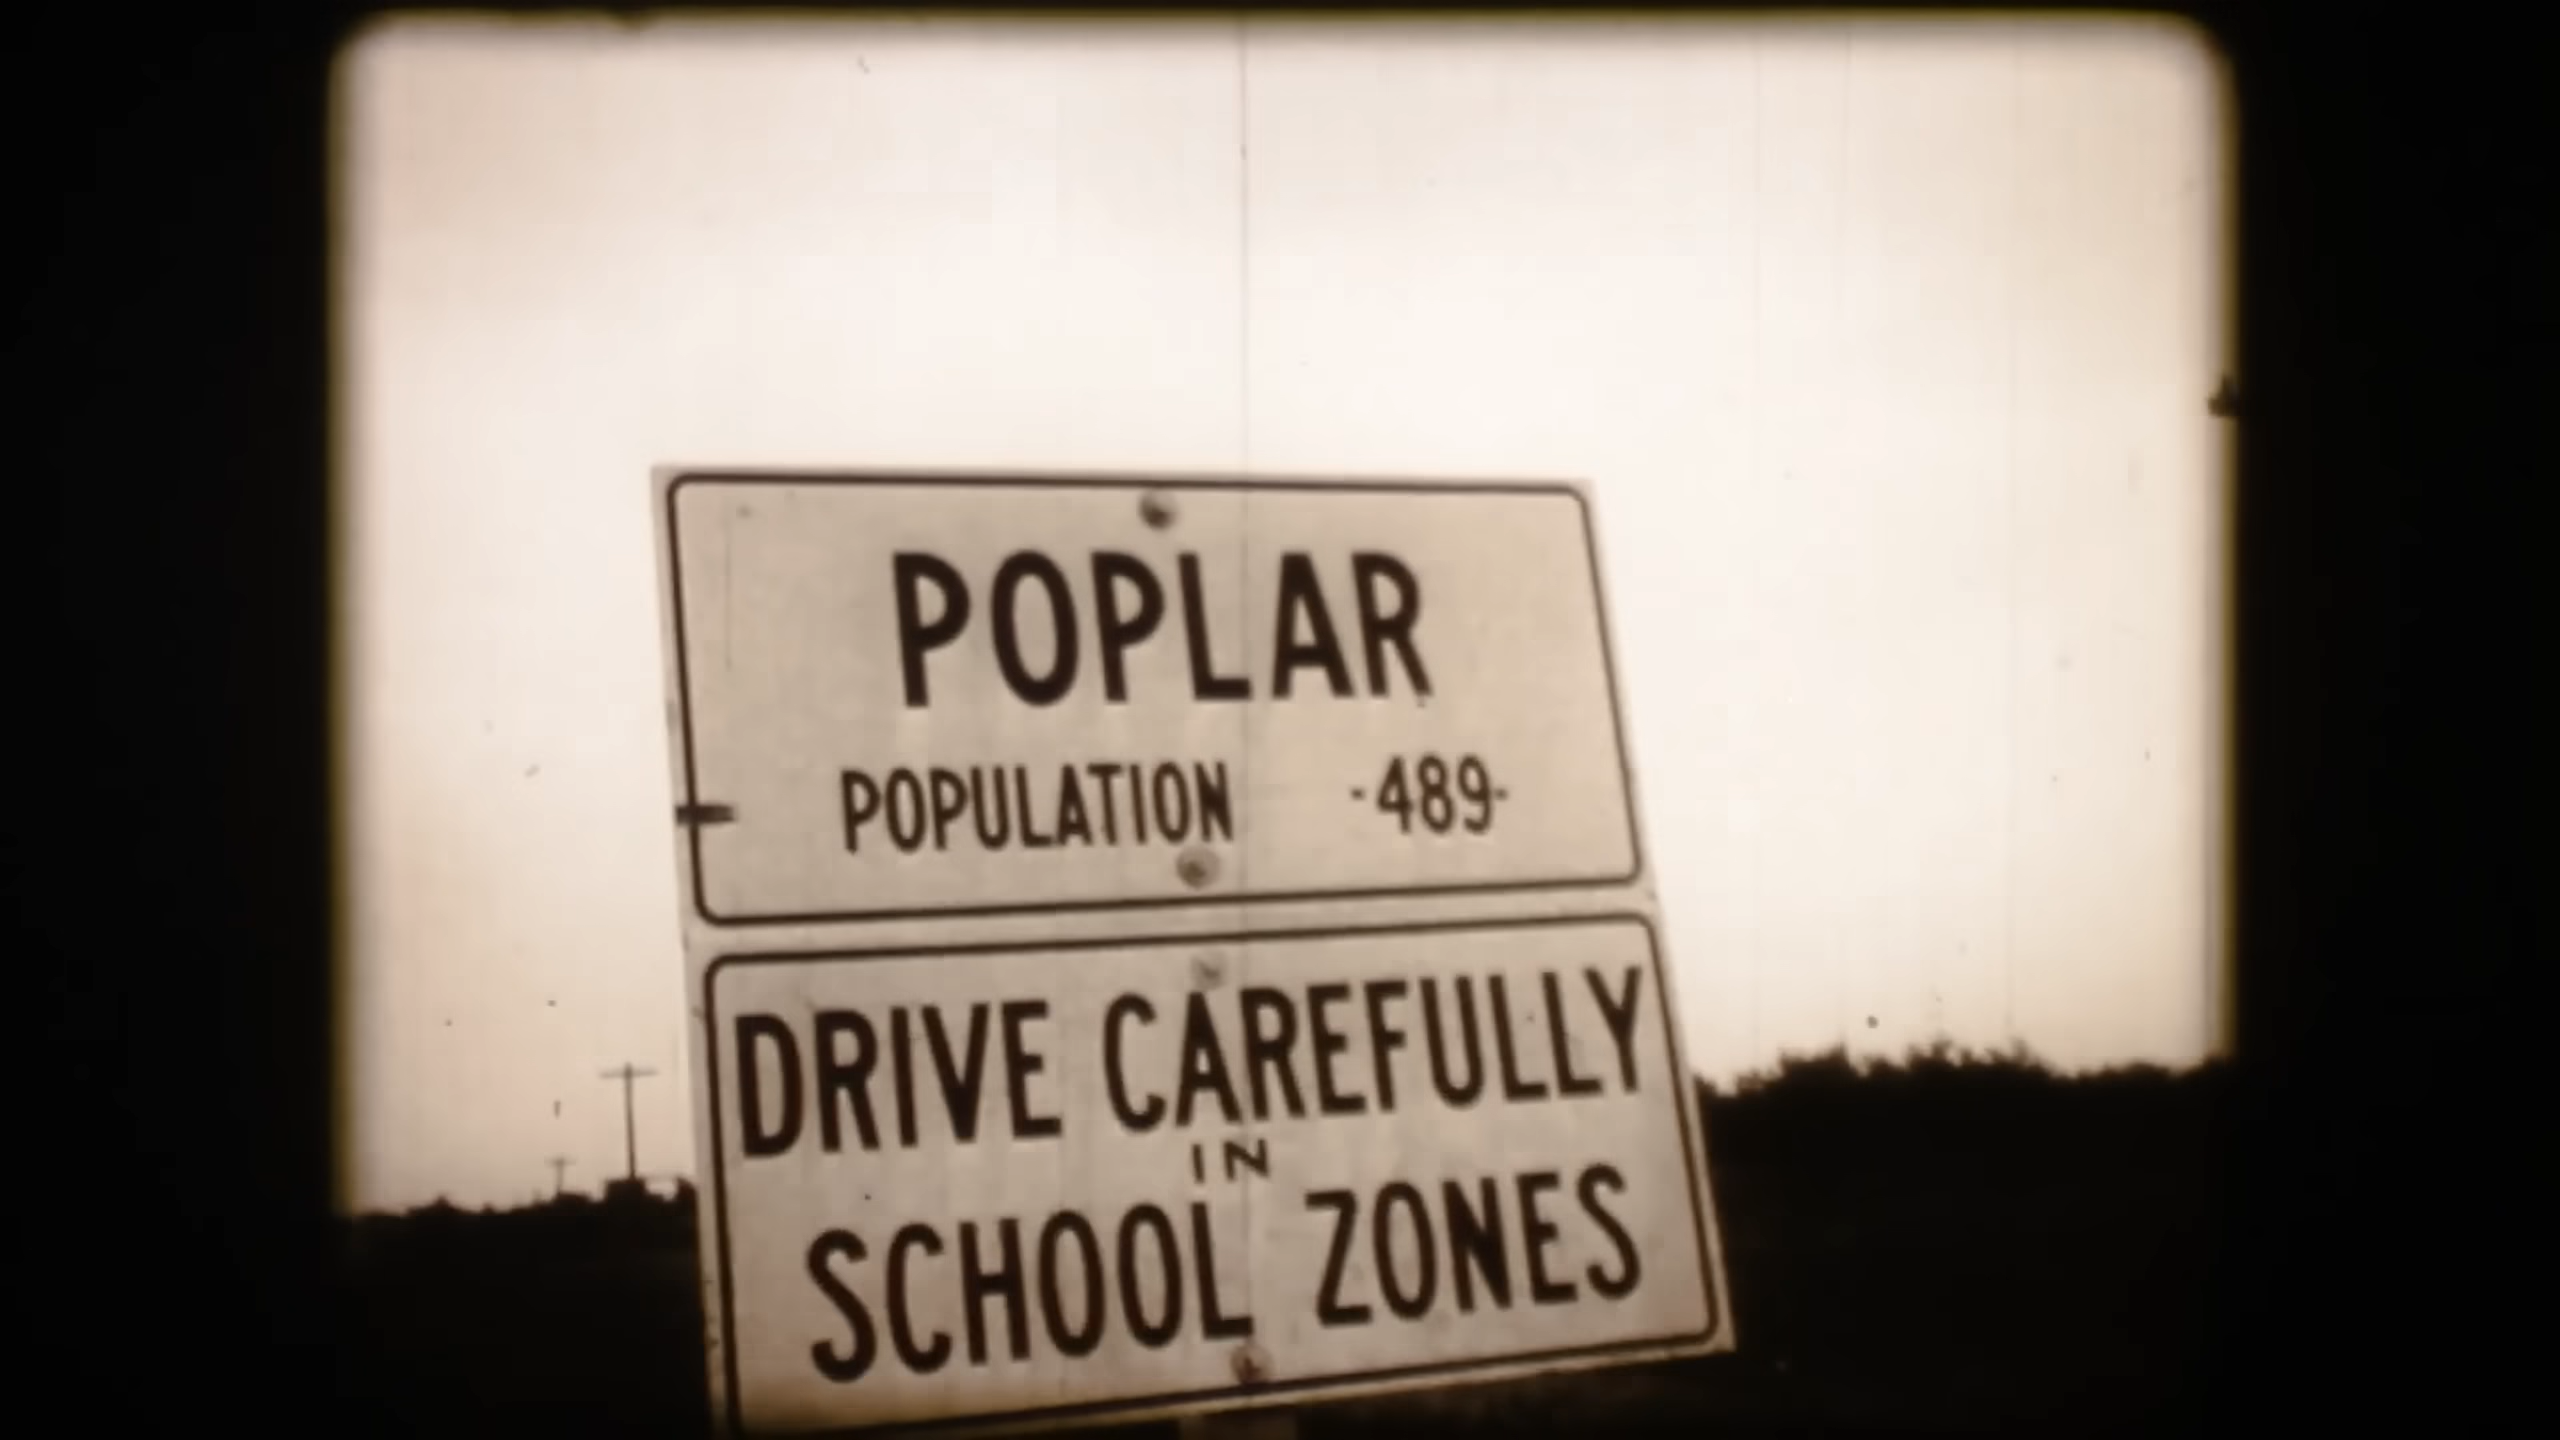 POPLAR
POPULATION -489-
DRIVE CAREFULLY
IN
SCHOOL ZONES